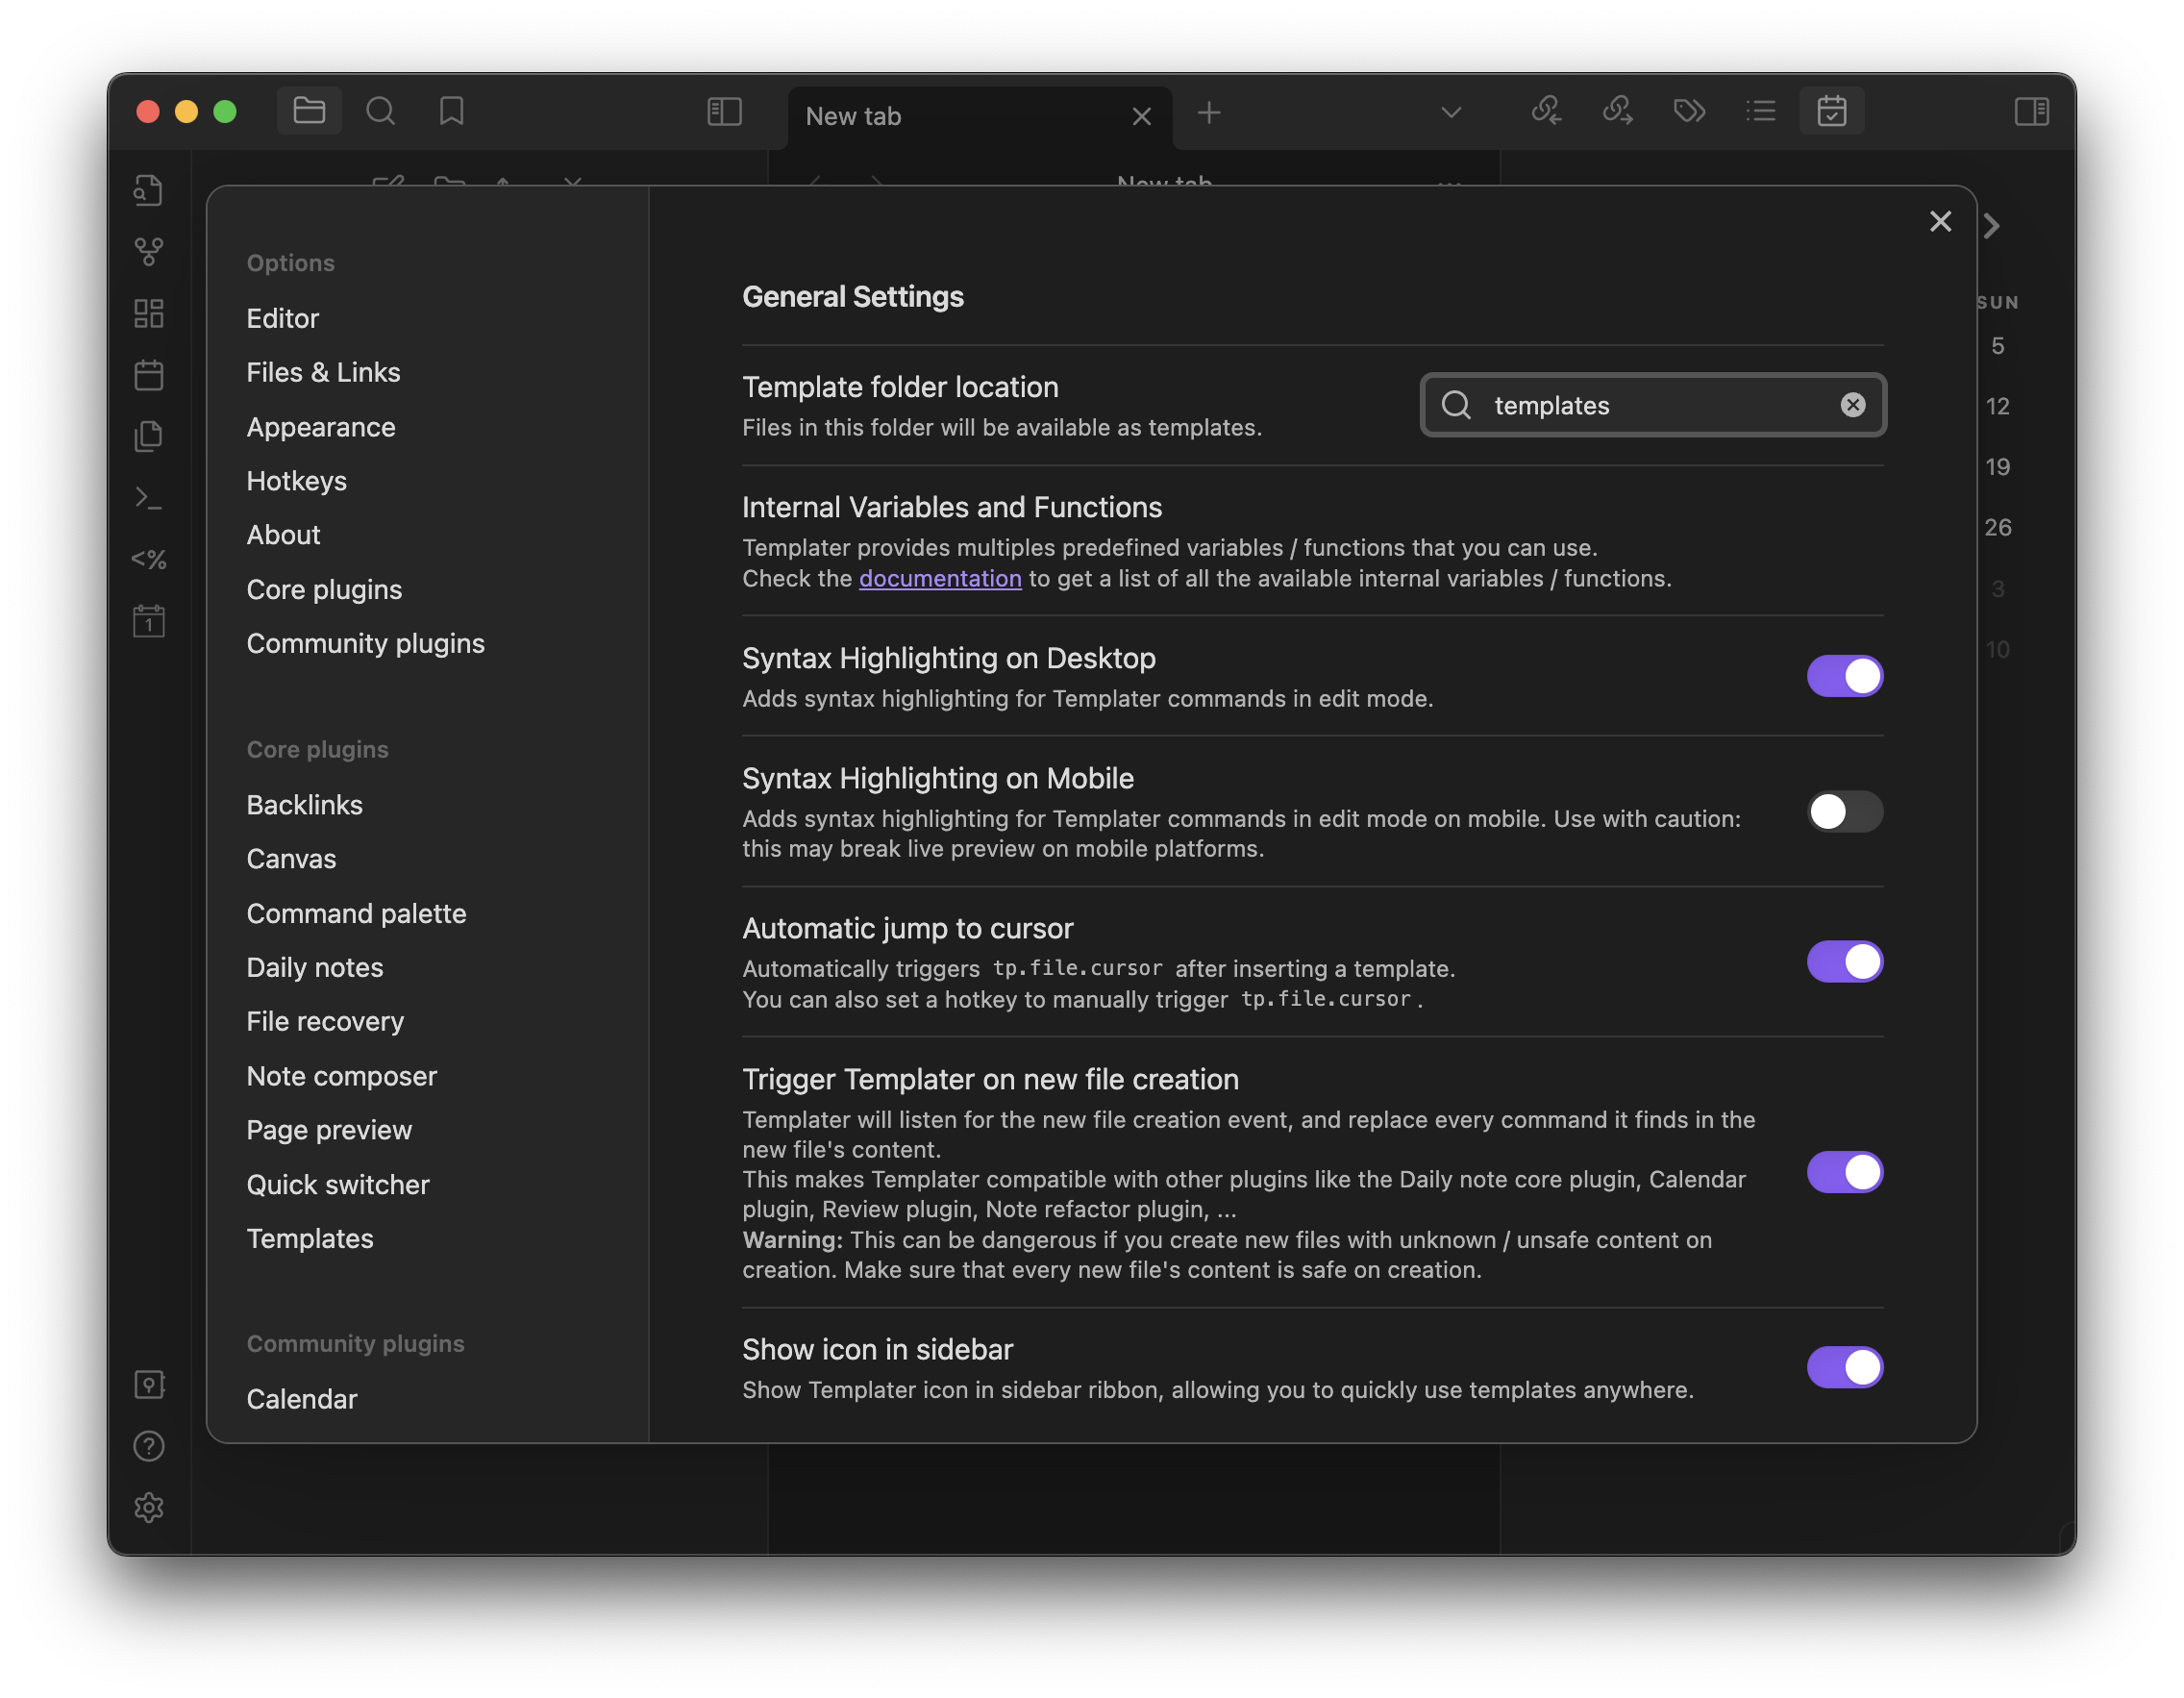 New tab
New tab
Options
Editor
Files & Links
Appearance
Hotkeys
About
Core plugins
Community plugins
Core plugins
Backlinks
Canvas
Command palette
Daily notes
File recovery
Note composer
Page preview
Quick switcher
Templates
Community plugins
Calendar
General Settings
Template folder location
Files in this folder will be available as templates.
templates
Internal Variables and Functions
Templater provides multiples predefined variables / functions that you can use.
Check the documentation to get a list of all the available internal variables / functions.
Syntax Highlighting on Desktop
Adds syntax highlighting for Templater commands in edit mode.
Syntax Highlighting on Mobile
Adds syntax highlighting for Templater commands in edit mode on mobile. Use with caution:
this may break live preview on mobile platforms.
Automatic jump to cursor
Automatically triggers tp.file.cursor after inserting a template.
You can also set a hotkey to manually trigger tp.file.cursor.
Trigger Templater on new file creation
Templater will listen for the new file creation event, and replace every command it finds in the
new file's content.
This makes Templater compatible with other plugins like the Daily note core plugin, Calendar
plugin, Review plugin, Note refactor plugin, ...
Warning: This can be dangerous if you create new files with unknown / unsafe content on
creation. Make sure that every new file's content is safe on creation.
Show icon in sidebar
Show Templater icon in sidebar ribbon, allowing you to quickly use templates anywhere.
SUN
5
12
19
26
3
10
<%
1